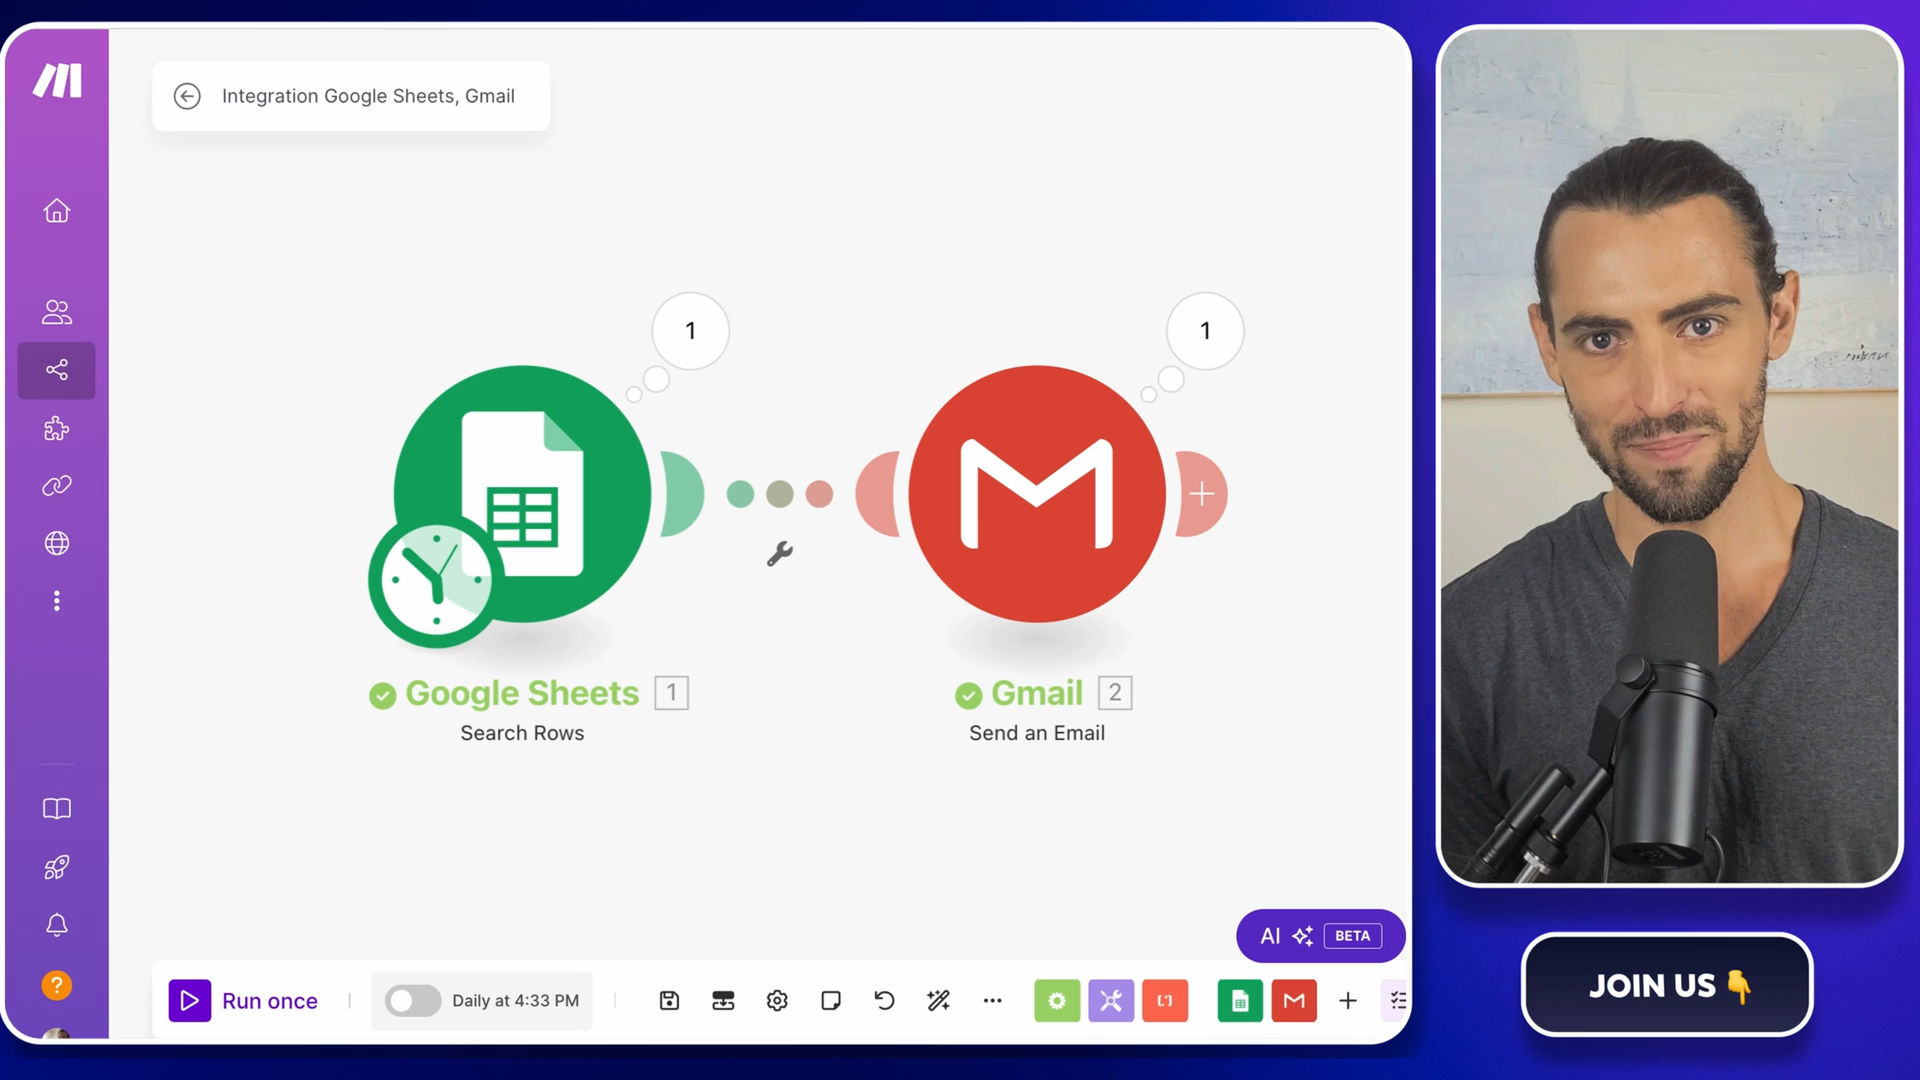 Integration Google Sheets, Gmail
1
1
Google Sheets 1
Search Rows
Gmail 2
Send an Email
AI BETA
?
Run once
Daily at 4:33 PM
JOIN US